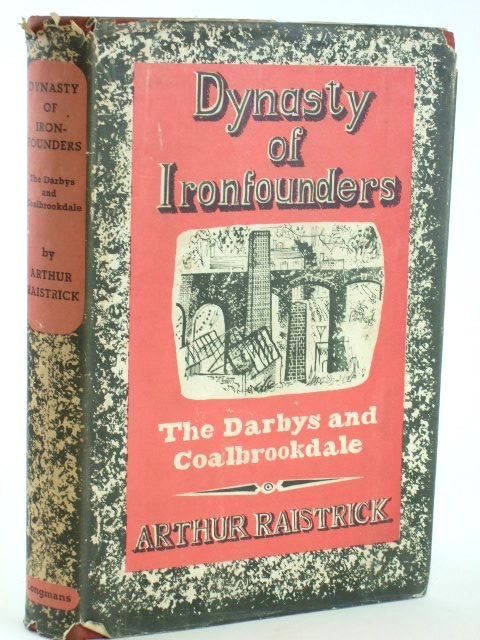 DYNASTY
OF
IRON-
FOUNDERS
The Darbys
and
Coalbrookdale
by
ARTHUR
RAISTRICK
Longmans
Dynasty
of
Ironfounders
The Darbys and
Coalbrookdale
ARTHUR RAISTRICK